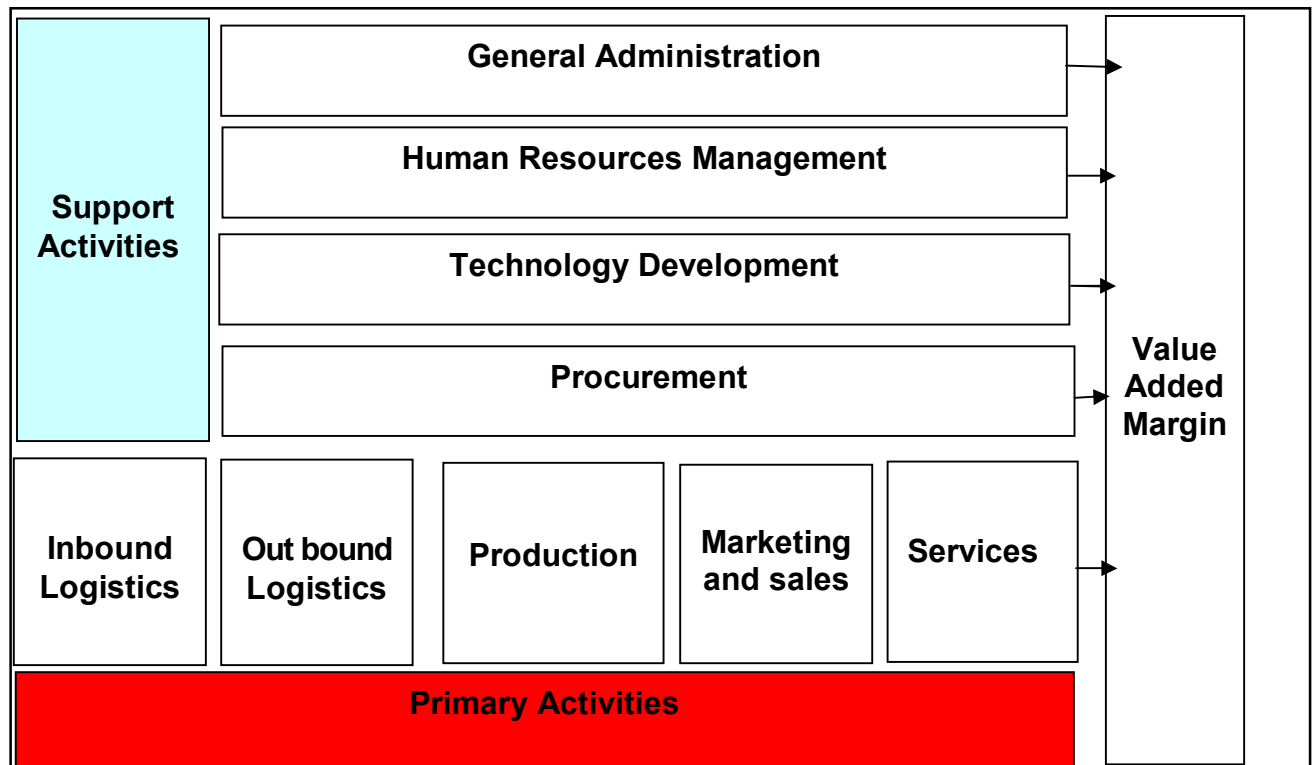 General Administration
Human Resources Management
Support
Activities
Technology Development
Procurement
Value
Added
Margin
Inbound
Logistics
Out bound
Logistics
Production
Marketing
and sales
Services
Primary Activities